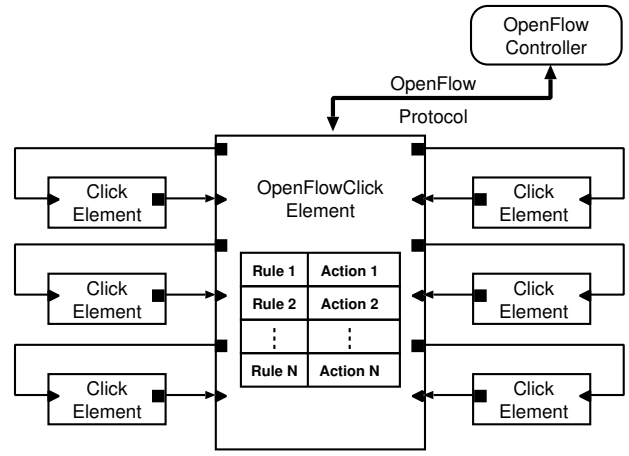 OpenFlow
Controller
OpenFlow
Protocol
OpenFlowClick
Element
Click
Element
Click
Element
Click
Element
Click
Element
Click
Element
Click
Element
Rule 1 Action 1
Rule 2 Action 2
Rule N Action N